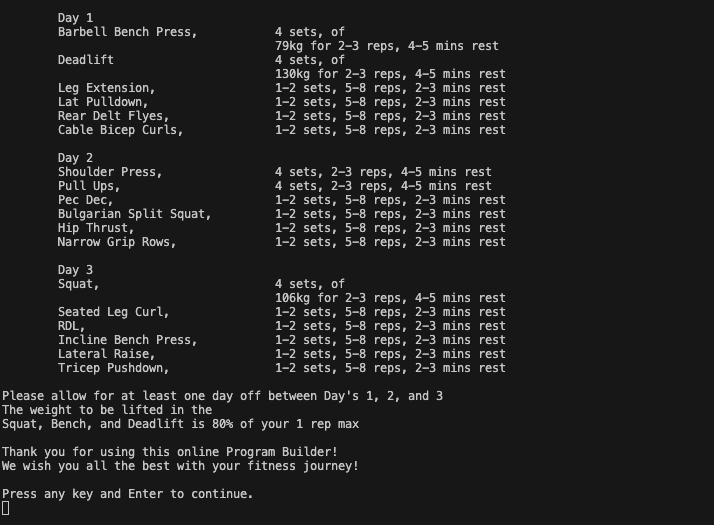 Day 1
Barbell Bench Press, 4 sets, of
79kg for 2-3 reps, 4-5 mins rest
Deadlift 4 sets, of
130kg for 2-3 reps, 4-5 mins rest
Leg Extension, 1-2 sets, 5-8 reps, 2-3 mins rest
Lat Pulldown, 1-2 sets, 5-8 reps, 2-3 mins rest
Rear Delt Flyes, 1-2 sets, 5-8 reps, 2-3 mins rest
Cable Bicep Curls, 1-2 sets, 5-8 reps, 2-3 mins rest
Day 2
Shoulder Press, 4 sets, 2-3 reps, 4-5 mins rest
Pull Ups, 4 sets, 2-3 reps, 4-5 mins rest
Pec Dec, 1-2 sets, 5-8 reps, 2-3 mins rest
Bulgarian Split Squat, 1-2 sets, 5-8 reps, 2-3 mins rest
Hip Thrust, 1-2 sets, 5-8 reps, 2-3 mins rest
Narrow Grip Rows, 1-2 sets, 5-8 reps, 2-3 mins rest
Day 3
Squat, 4 sets, of
106kg for 2-3 reps, 4-5 mins rest
Seated Leg Curl, 1-2 sets, 5-8 reps, 2-3 mins rest
RDL, 1-2 sets, 5-8 reps, 2-3 mins rest
Incline Bench Press, 1-2 sets, 5-8 reps, 2-3 mins rest
Lateral Raise, 1-2 sets, 5-8 reps, 2-3 mins rest
Tricep Pushdown, 1-2 sets, 5-8 reps, 2-3 mins rest
Please allow for at least one day off between Day's 1, 2, and 3
The weight to be lifted in the
Squat, Bench, and Deadlift is 80% of your 1 rep max
Thank you for using this online Program Builder!
We wish you all the best with your fitness journey!
Press any key and Enter to continue.